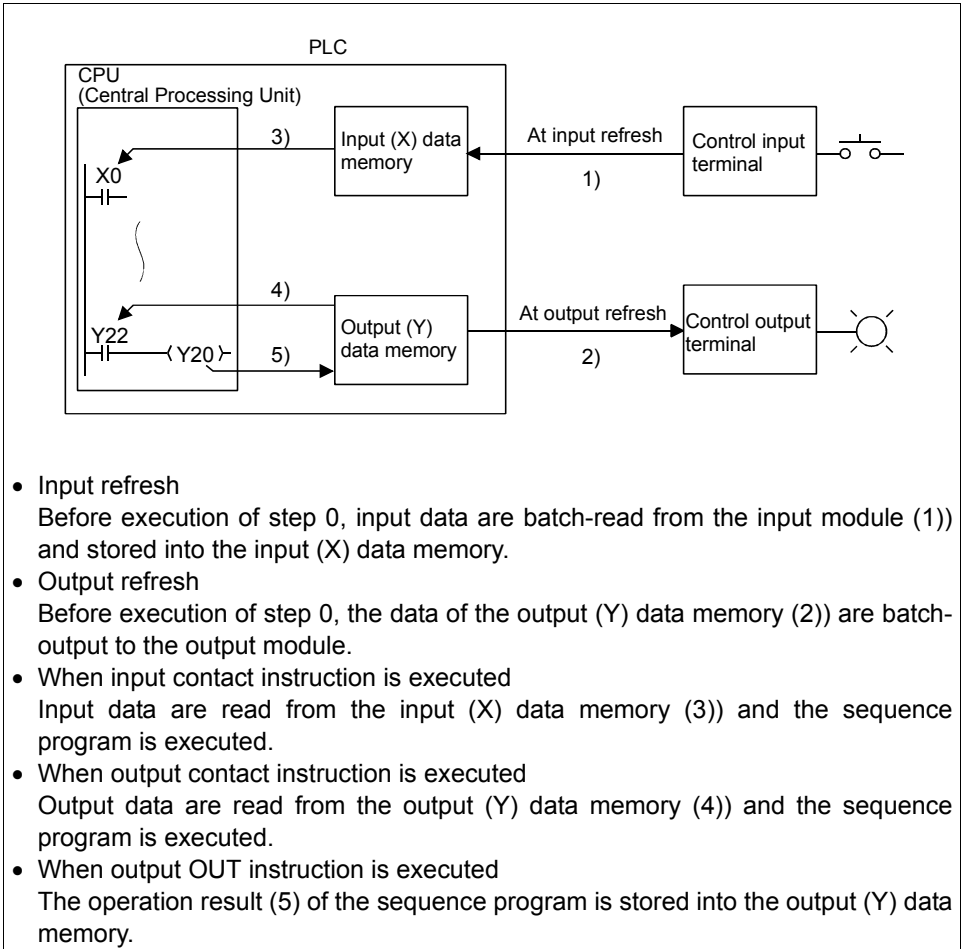 PLC
CPU
(Central Processing Unit)
3)
Input (X) data
memory
At input refresh
1)
Control input
terminal
X0
4)
Output (Y)
data memory
At output refresh
2)
Control output
terminal
Y22
Y20
5)
• Input refresh
Before execution of step 0, input data are batch-read from the input module (1))
and stored into the input (X) data memory.
• Output refresh
Before execution of step 0, the data of the output (Y) data memory (2)) are batch-
output to the output module.
• When input contact instruction is executed
Input data are read from the input (X) data memory (3)) and the sequence
program is executed.
• When output contact instruction is executed
Output data are read from the output (Y) data memory (4)) and the sequence
program is executed.
• When output OUT instruction is executed
The operation result (5) of the sequence program is stored into the output (Y) data
memory.